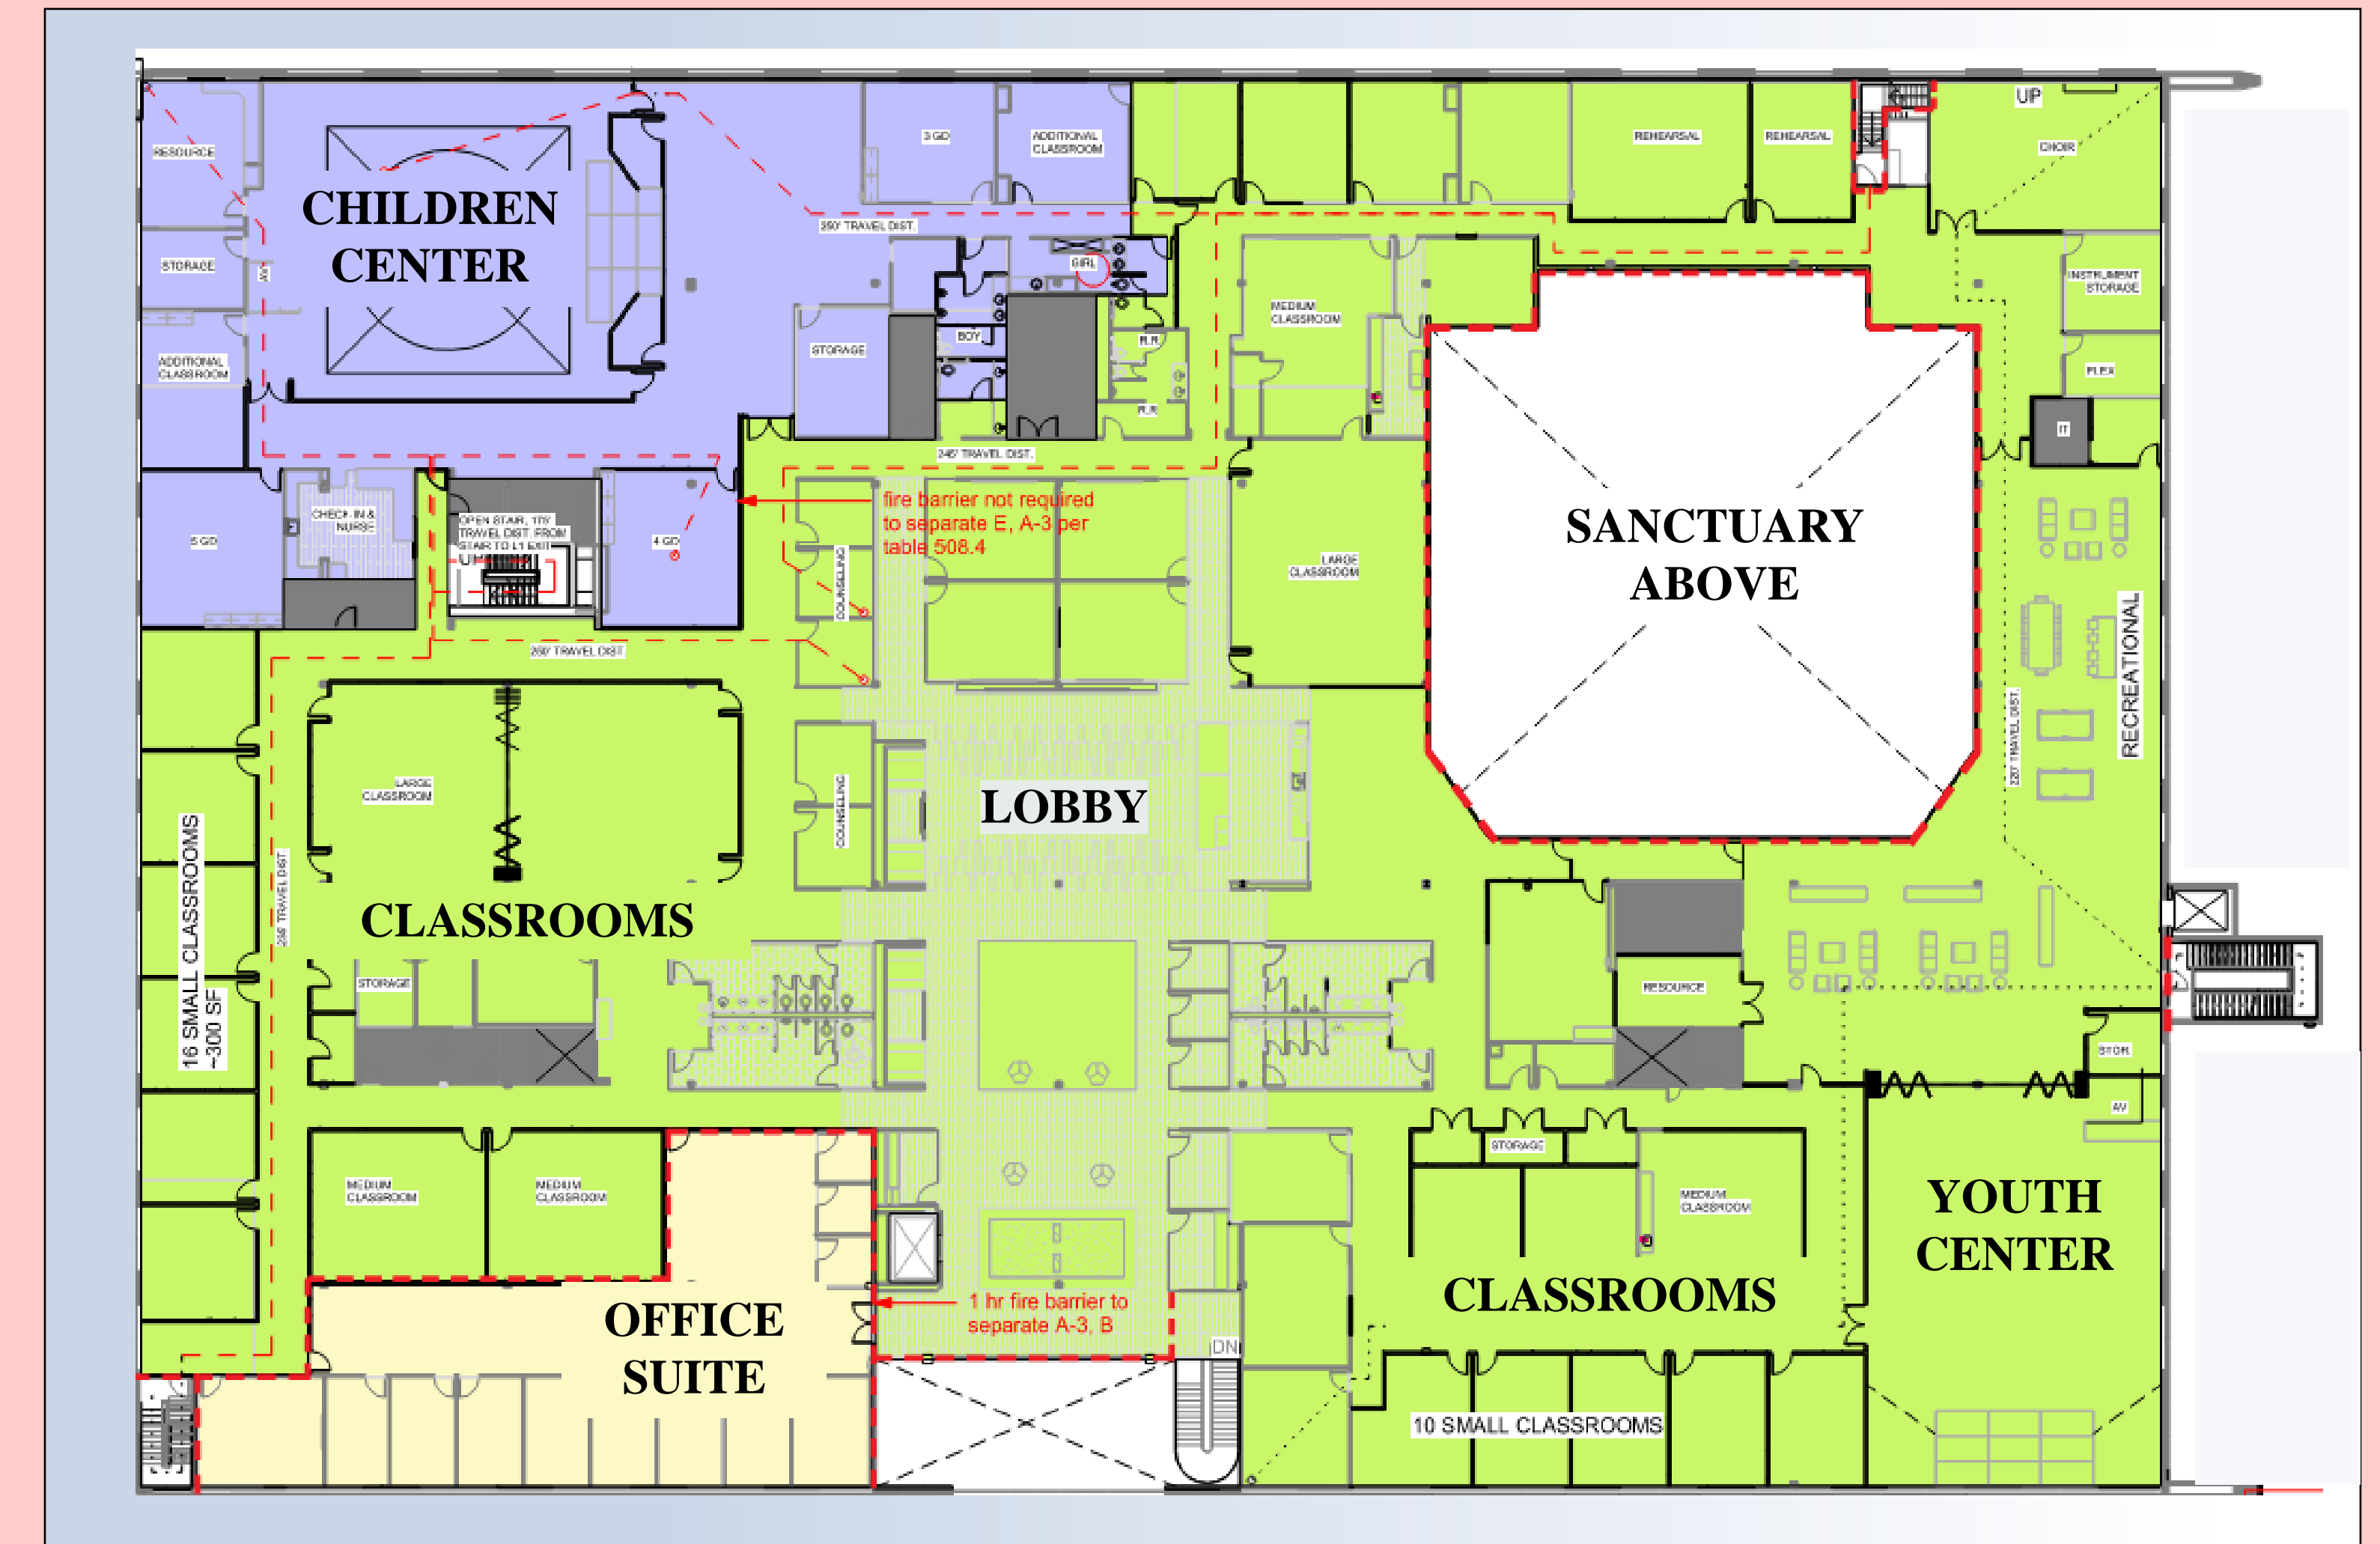 UP
RESOURCE
3 GD
ADDITIONAL
CLASSROOM
REHEARSAL
REHEARSAL
CHOIR
CHILDREN
CENTER
250' TRAVEL DIST.
STORAGE
GIRL
INSTRUMENT
STORAGE
MEDIUM
CLASSROOM
BOY
R.R.
STORAGE
ADDITIONAL
CLASSROOM
FLEX
R.R.
IT
245' TRAVEL DIST.
fire barrier not required
to separate E, A-3 per
table 508.4
CHECK-IN &
NURSE
OPEN STAIR, 175'
TRAVEL DIST. FROM
STAIR TO L1 EXIT
5 GD
4 GD
SANCTUARY
ABOVE
COUNSELING
LARGE
CLASSROOM
RECREATIONAL
250' TRAVEL DIST.
220' TRAVEL DIST.
LARGE
CLASSROOM
COUNSELING
LOBBY
16 SMALL CLASSROOMS
~300 SF
CLASSROOMS
STORAGE
RESOURCE
STOR.
AV
STORAGE
MEDIUM
CLASSROOM
MEDIUM
CLASSROOM
MEDIUM
CLASSROOM
YOUTH
CENTER
CLASSROOMS
OFFICE
SUITE
1 hr fire barrier to
separate A-3, B
DN
10 SMALL CLASSROOMS